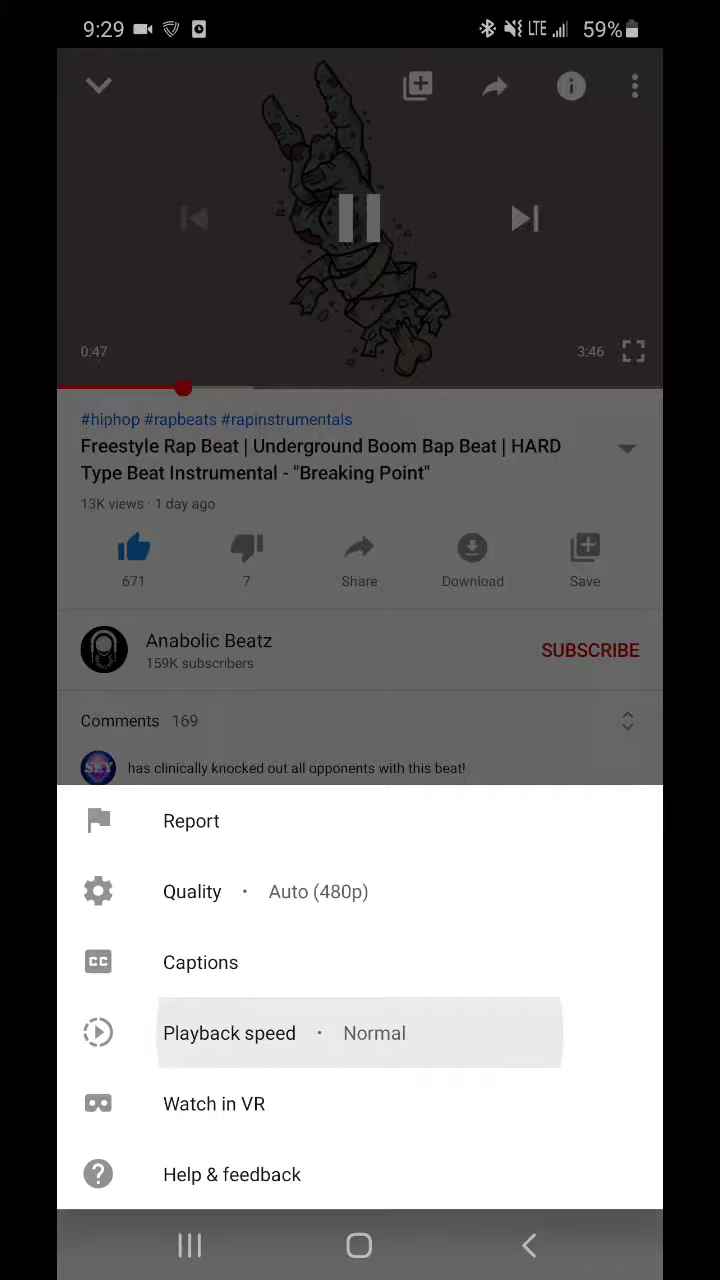 9:29 LTE 59%
0:47 3:46
#hiphop #rapbeats #rapinstrumentals
Freestyle Rap Beat | Underground Boom Bap Beat | HARD
Type Beat Instrumental - "Breaking Point"
13K views · 1 day ago
671 7 Share Download Save
Anabolic Beatz
159K subscribers
SUBSCRIBE
Comments 169
SKY has clinically knocked out all opponents with this beat!
Report
Quality · Auto (480p)
CC Captions
Playback speed · Normal
Watch in VR
Help & feedback